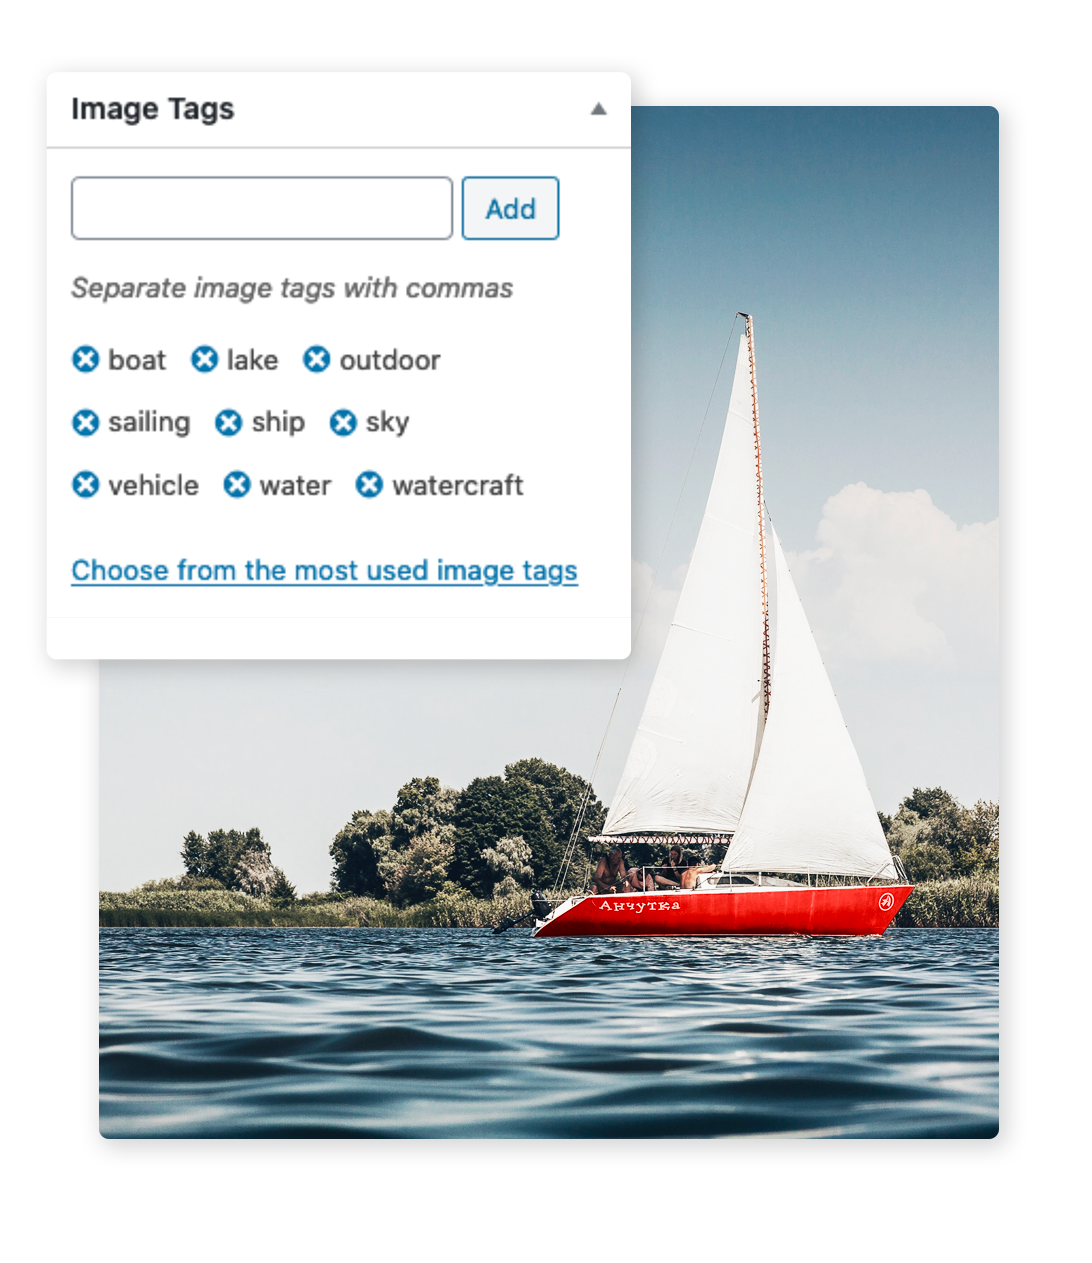 Image Tags
Add
Separate image tags with commas
boat lake outdoor
sailing ship sky
vehicle water watercraft
Choose from the most used image tags
Анчутка